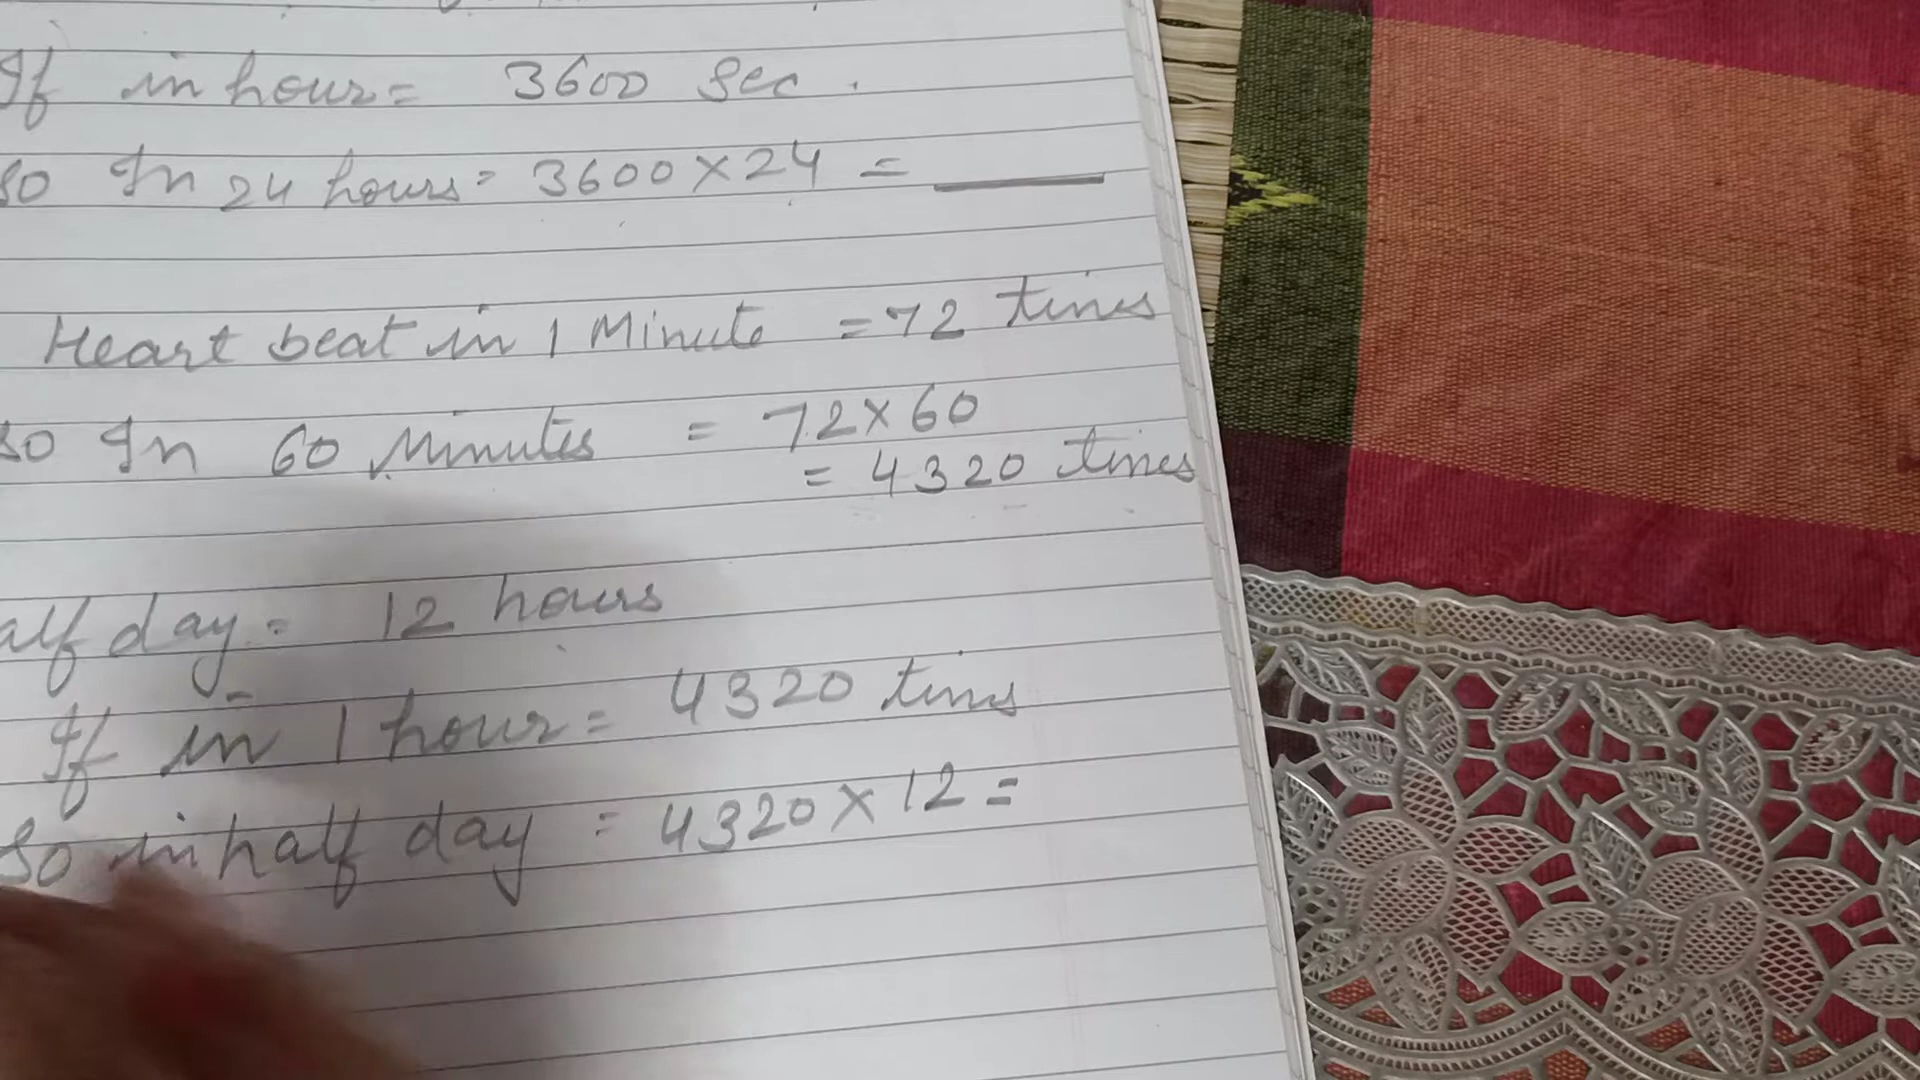 If in hour = 3600 Sec.
so In 24 hours = 3600 × 24 =
Heart beat in 1 Minute = 72 times
so In 60 Minutes = 72 × 60
= 4320 times
alf day = 12 hours
If in 1 hour = 4320 times
So in half day = 4320 × 12 =